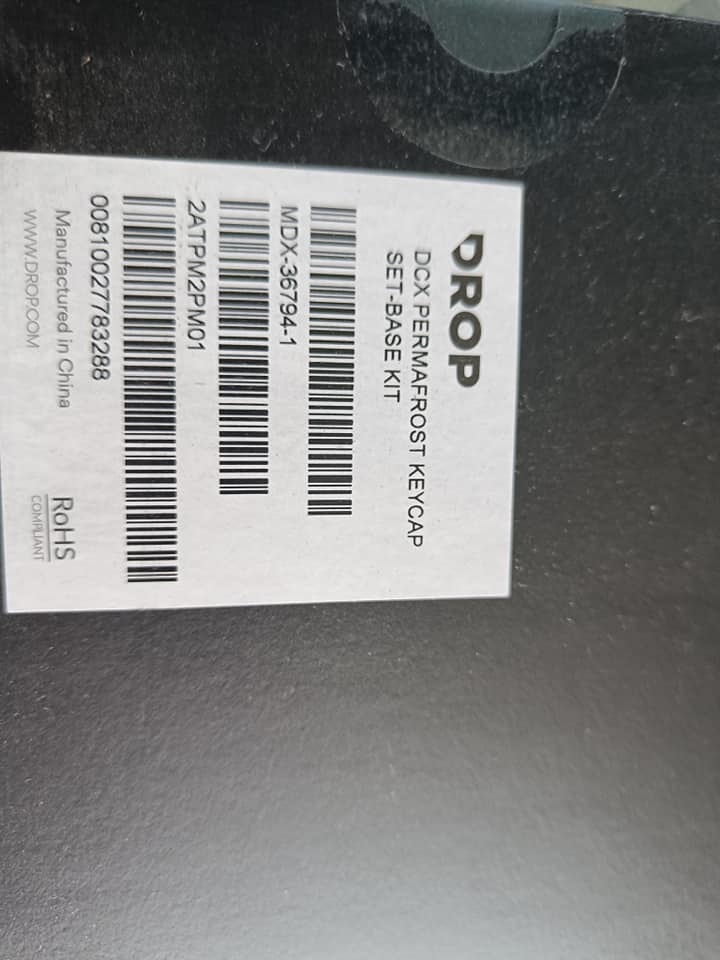 DROP
DCX PERMAFROST KEYCAP
SET-BASE KIT
MDX-36794-1
2ATPM2PM01
00810027783288
Manufactured in China
WWW.DROP.COM
RoHS
COMPLIANT